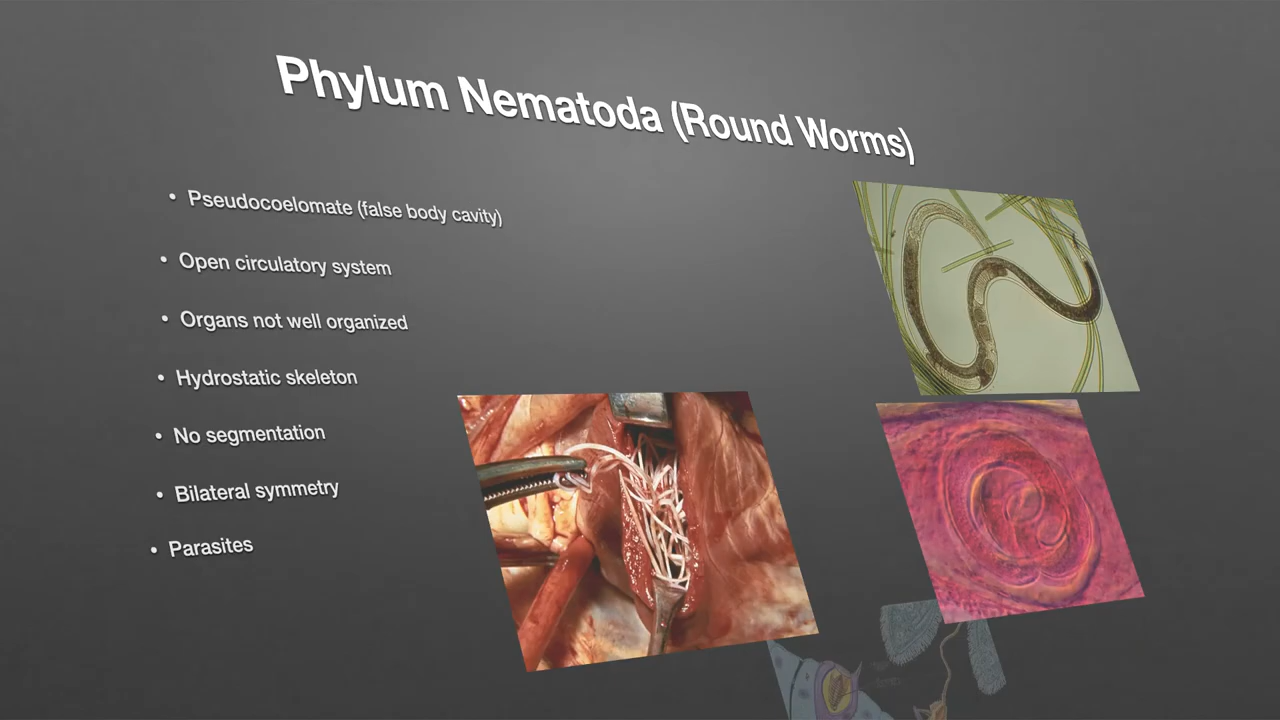 Phylum Nematoda (Round Worms)
• Pseudocoelomate (false body cavity)
• Open circulatory system
• Organs not well organized
• Hydrostatic skeleton
• No segmentation
• Bilateral symmetry
• Parasites